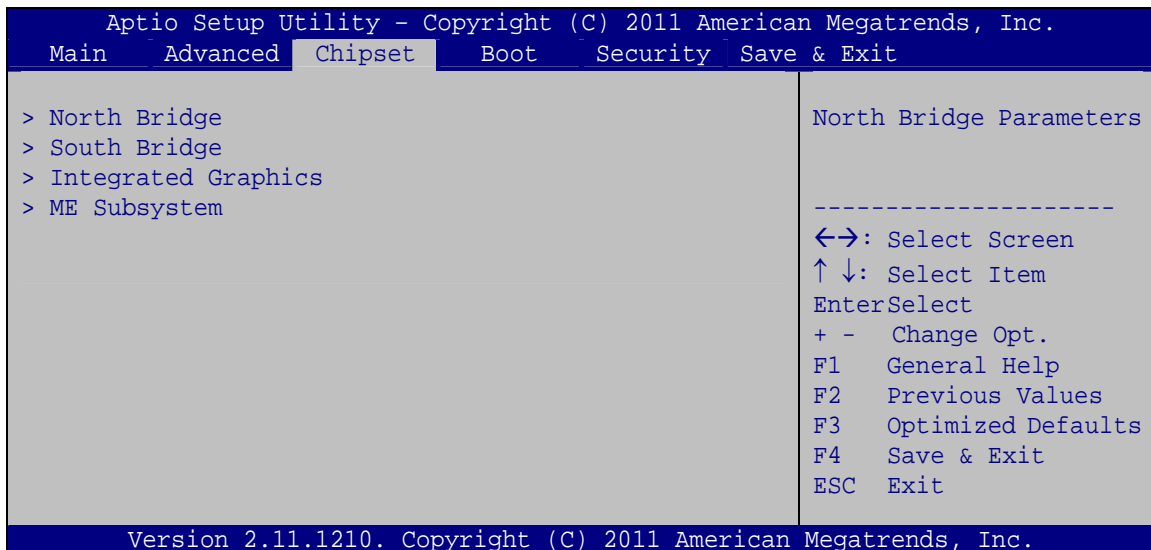 Aptio Setup Utility – Copyright (C) 2011 American Megatrends, Inc.
Main Advanced Chipset Boot Security Save & Exit
> North Bridge
> South Bridge
> Integrated Graphics
> ME Subsystem
North Bridge Parameters
---------------------
←→: Select Screen
↑ ↓: Select Item
EnterSelect
+ - Change Opt.
F1 General Help
F2 Previous Values
F3 Optimized Defaults
F4 Save & Exit
ESC Exit
Version 2.11.1210. Copyright (C) 2011 American Megatrends, Inc.